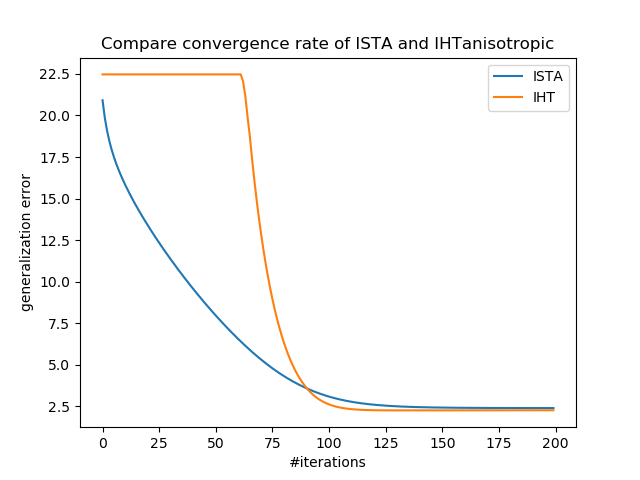 Compare convergence rate of ISTA and IHTanisotropic
ISTA
IHT
generalization error
22.5
20.0
17.5
15.0
12.5
10.0
7.5
5.0
2.5
0 25 50 75 100 125 150 175 200
#iterations